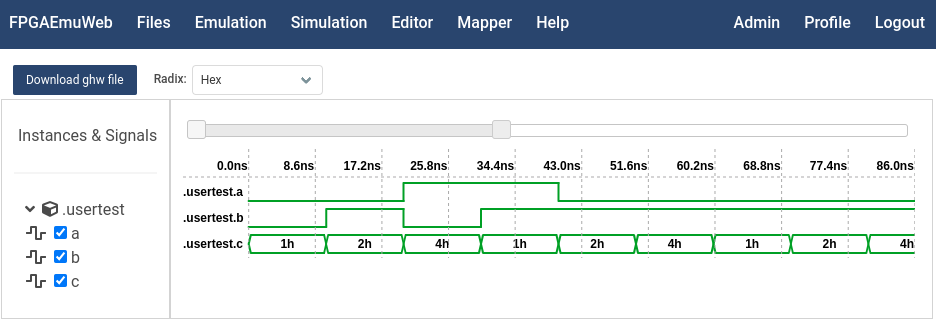 FPGAEmuWeb Files Emulation Simulation Editor Mapper Help Admin Profile Logout
Download ghw file Radix: Hex
Instances & Signals
.usertest
a
b
c
0.0ns 8.6ns 17.2ns 25.8ns 34.4ns 43.0ns 51.6ns 60.2ns 68.8ns 77.4ns 86.0ns
.usertest.a
.usertest.b
.usertest.c 1h 2h 4h 1h 2h 4h 1h 2h 4h